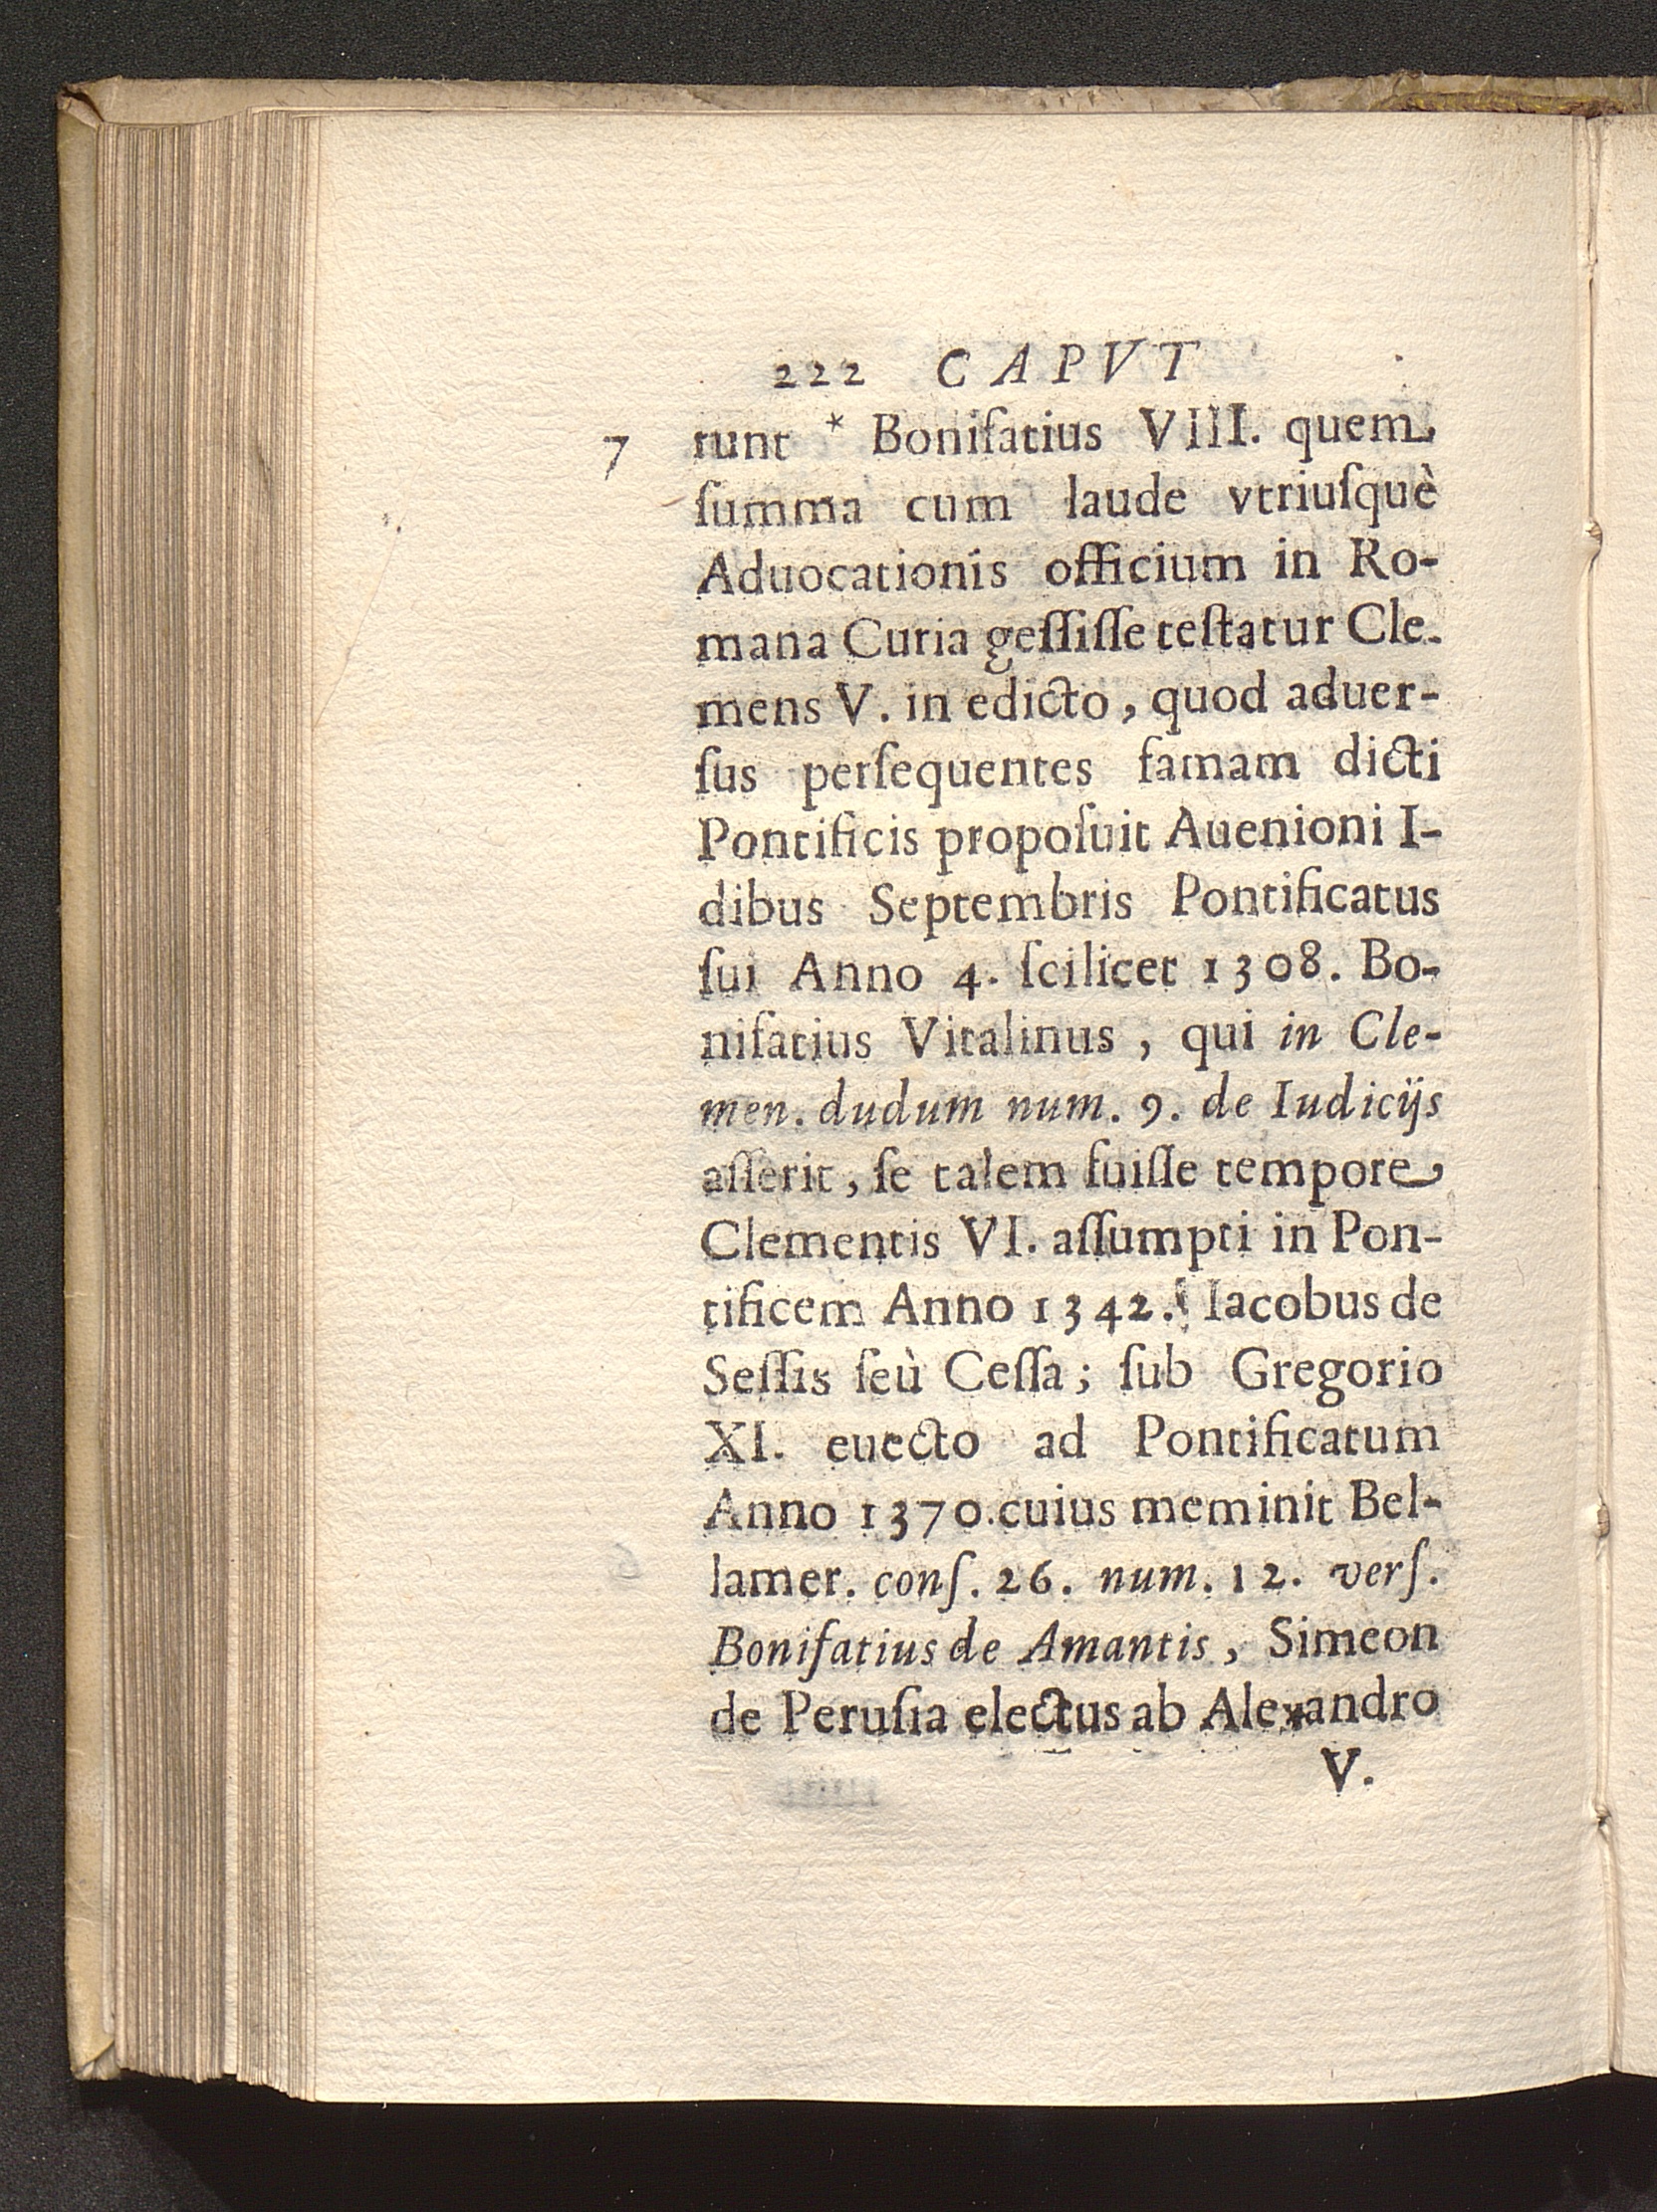 222 CAPVT
7 runt * Bonifatius VIII. quem
ſumma cum laude vtriuſquè
Aduocationis officium in Ro-
mana Curia geſſiſſe teſtatur Cle-
mens V. in edicto, quod aduer-
ſus perſequentes famam dicti
Pontificis propoſuit Auenioni I-
dibus Septembris Pontificatus
ſui Anno 4. ſcilicet 1308. Bo-
nifatius Vitalinus, qui in Cle-
men. dudum num. 9. de Iudicijs
aſſerit, ſe talem fuiſſe tempore
Clementis VI. aſſumpti in Pon-
tificem Anno 1342. Iacobus de
Seſſis ſeù Ceſſa; ſub Gregorio
XI. euecto ad Pontificatum
Anno 1370. cuius meminit Bel-
lamer. conſ. 26. num. 12. verſ.
Bonifatius de Amantis, Simeon
de Peruſia electus ab Alexandro
V.